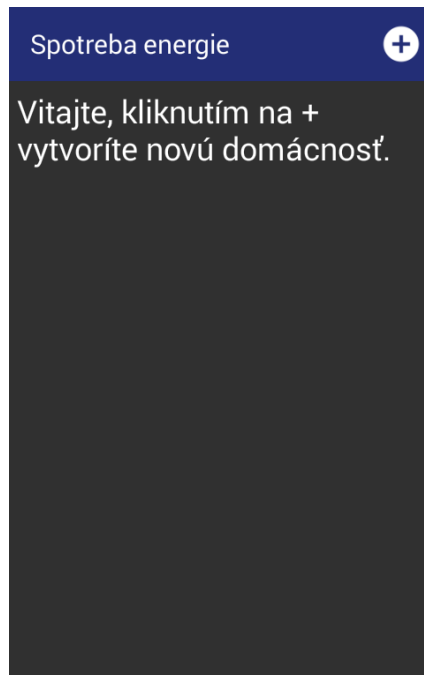 Spotreba energie
Vitajte, kliknutím na +
vytvoríte novú domácnosť.